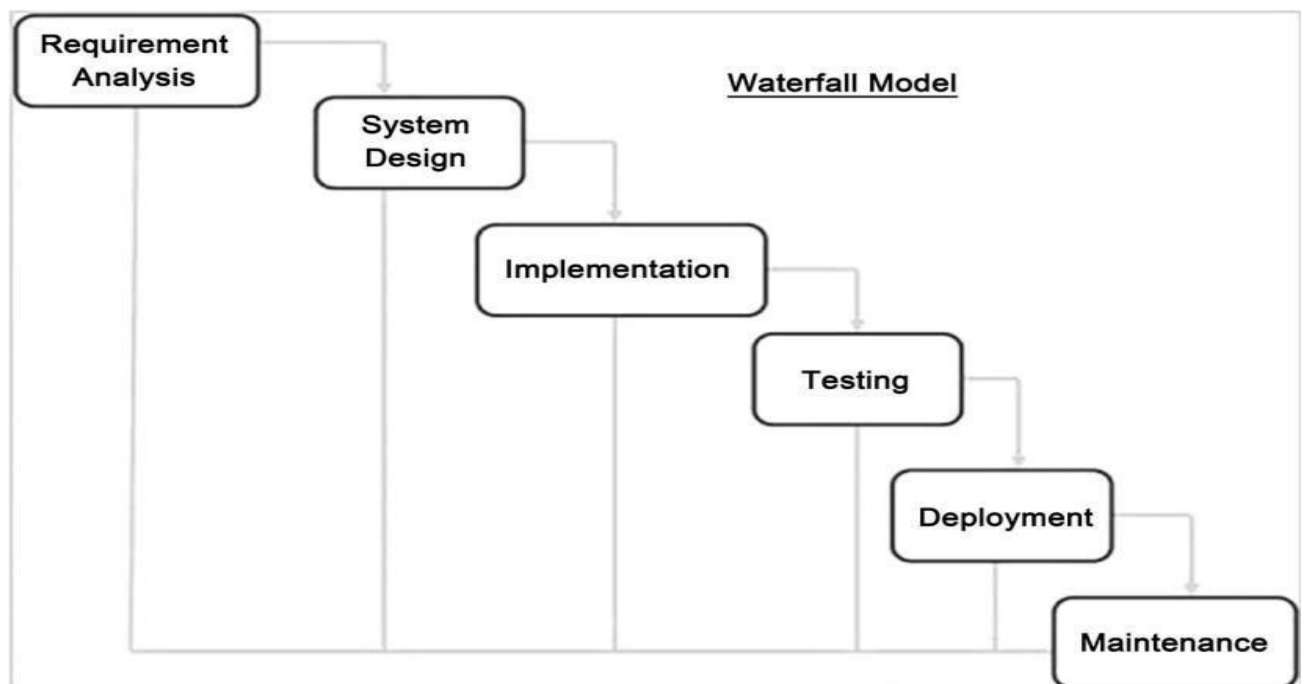 Requirement
Analysis
Waterfall Model
System
Design
Implementation
Testing
Deployment
Maintenance